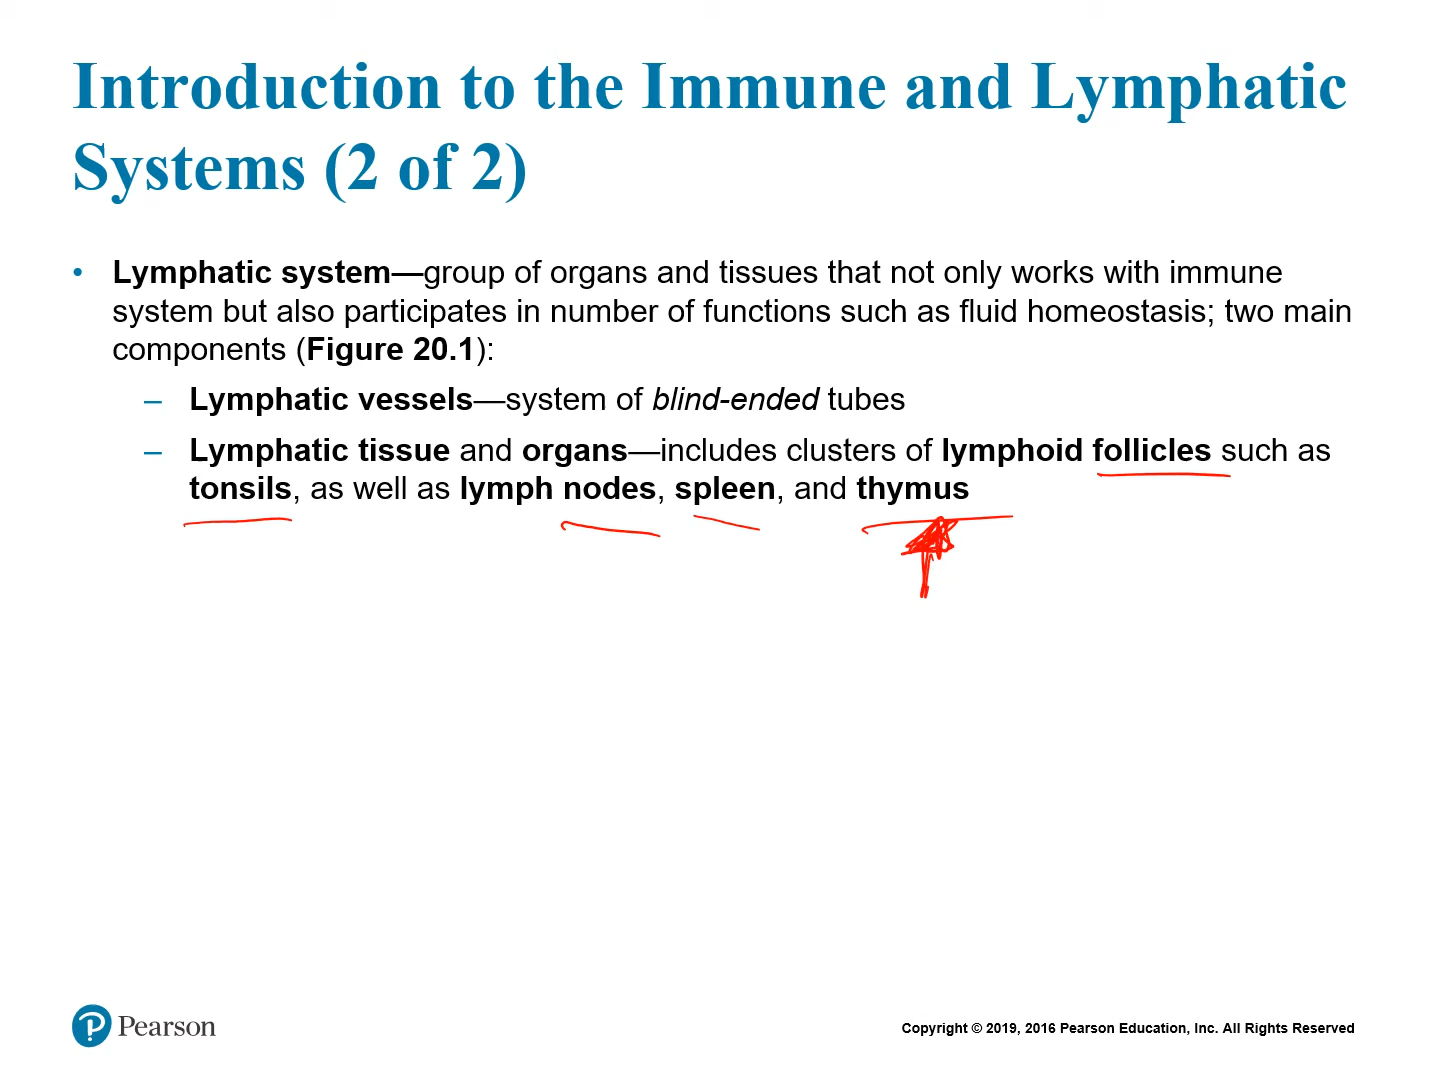 Introduction to the Immune and Lymphatic
Systems (2 of 2)
• Lymphatic system—group of organs and tissues that not only works with immune
system but also participates in number of functions such as fluid homeostasis; two main
components (Figure 20.1):
– Lymphatic vessels—system of blind-ended tubes
– Lymphatic tissue and organs—includes clusters of lymphoid follicles such as
tonsils, as well as lymph nodes, spleen, and thymus
Pearson
Copyright © 2019, 2016 Pearson Education, Inc. All Rights Reserved